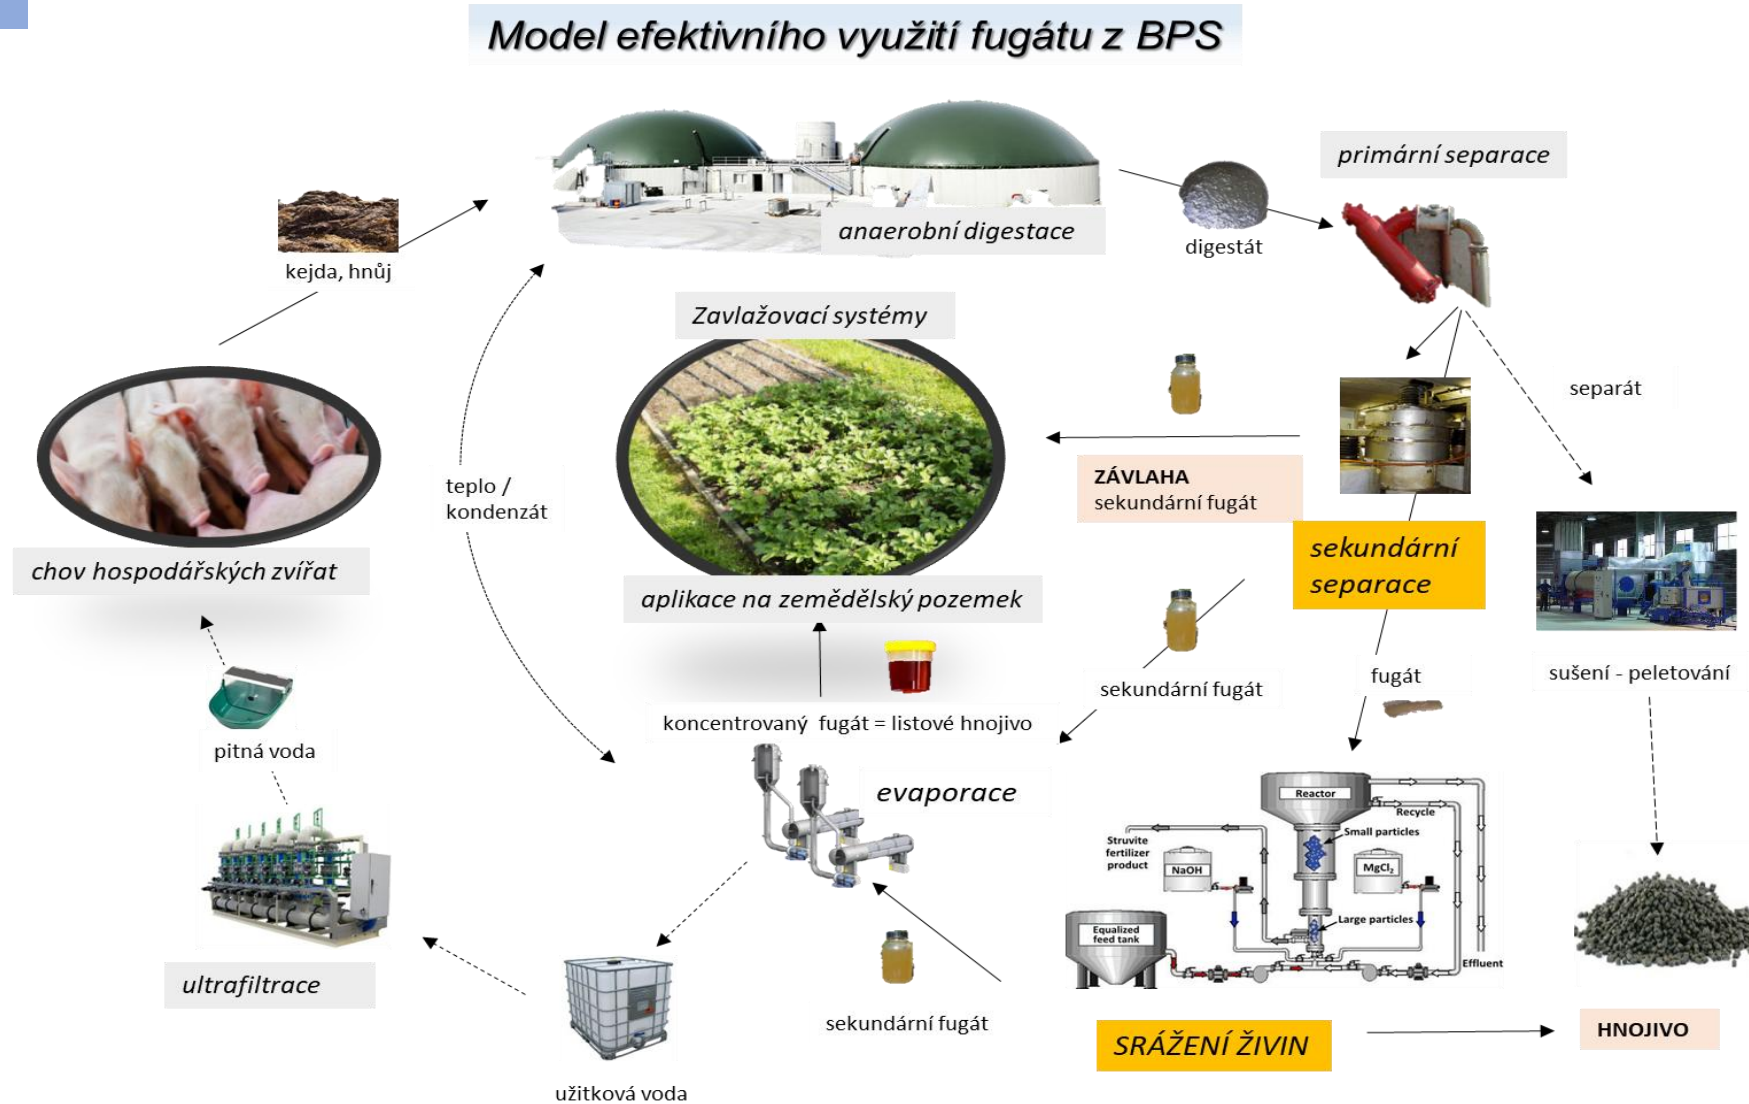 Model efektivního využití fugátu z BPS
primární separace
anaerobní digestace
digestát
kejda, hnůj
Zavlažovací systémy
separát
ZÁVLAHA
sekundární fugát
teplo /
kondenzát
sekundární
separace
chov hospodářských zvířat
aplikace na zemědělský pozemek
fugát
sušení - peletování
sekundární fugát
koncentrovaný fugát = listové hnojivo
pitná voda
evaporace
Reactor
Recycle
Small particles
Struvite
fertilizer
product
NaOH
MgCl₂
Large particles
Equalized
feed tank
Effluent
ultrafiltrace
sekundární fugát
SRÁŽENÍ ŽIVIN
HNOJIVO
užitková voda